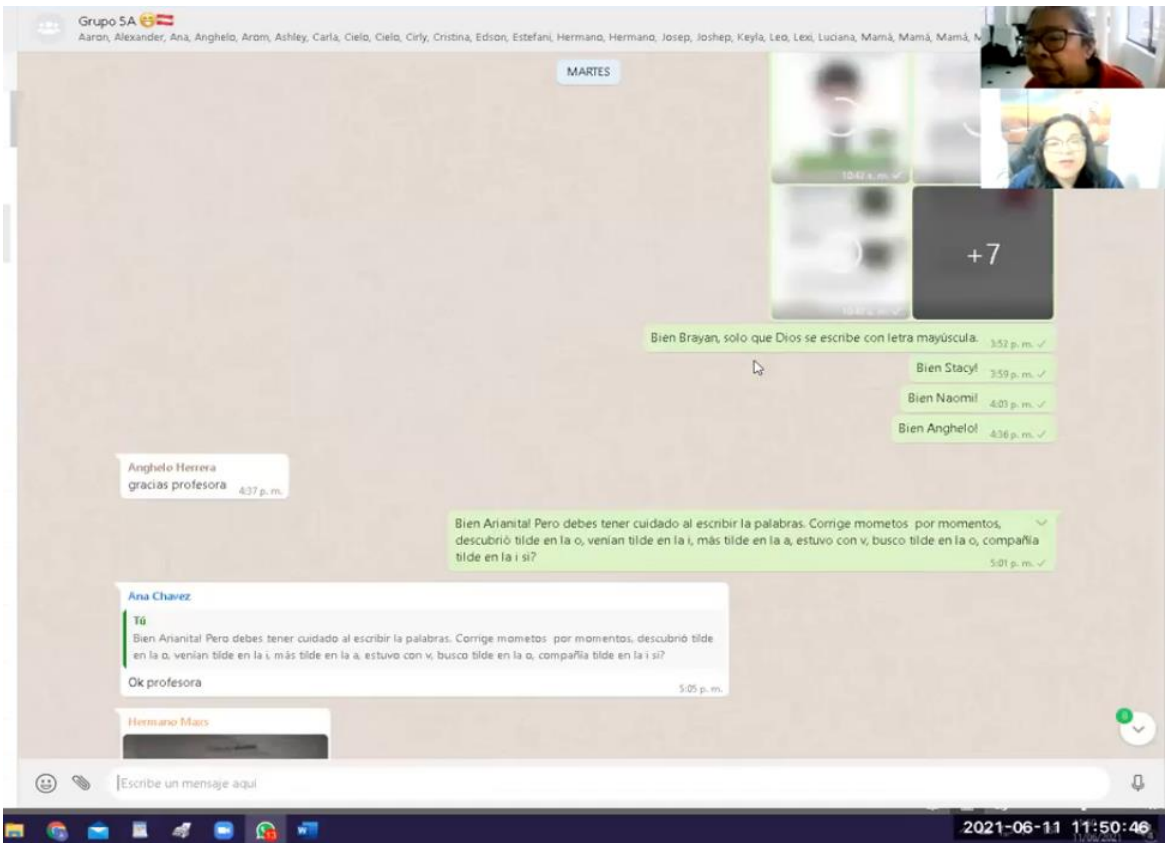 Grupo 5A
Aaron, Alexander, Ana, Anghelo, Arom, Ashley, Carla, Cielo, Cielo, Cirly, Cristina, Edson, Estefani, Hermano, Hermano, Josep, Joshep, Keyla, Leo, Lexi, Luciana, Mamá, Mamá, Mamá, M
MARTES
10:42 a. m.
+7
Bien Brayan, solo que Dios se escribe con letra mayúscula. 3:52 p. m.
Bien Stacy! 3:59 p. m.
Bien Naomi! 4:03 p. m.
Bien Anghelo! 4:36 p. m.
Anghelo Herrera
gracias profesora 4:37 p. m.
Bien Arianita! Pero debes tener cuidado al escribir la palabras. Corrige mometos por momentos,
descubrió tilde en la o, venían tilde en la i, más tilde en la a, estuvo con v, busco tilde en la o, compañía
tilde en la i si?
5:01 p. m.
Ana Chavez
Tú
Bien Arianita! Pero debes tener cuidado al escribir la palabras. Corrige mometos por momentos, descubrió tilde
en la o, venían tilde en la i, más tilde en la a, estuvo con v, busco tilde en la o, compañía tilde en la i si?
Ok profesora 5:05 p. m.
Hermano Maxs
8
Escribe un mensaje aquí
2021-06-11 11:50:46